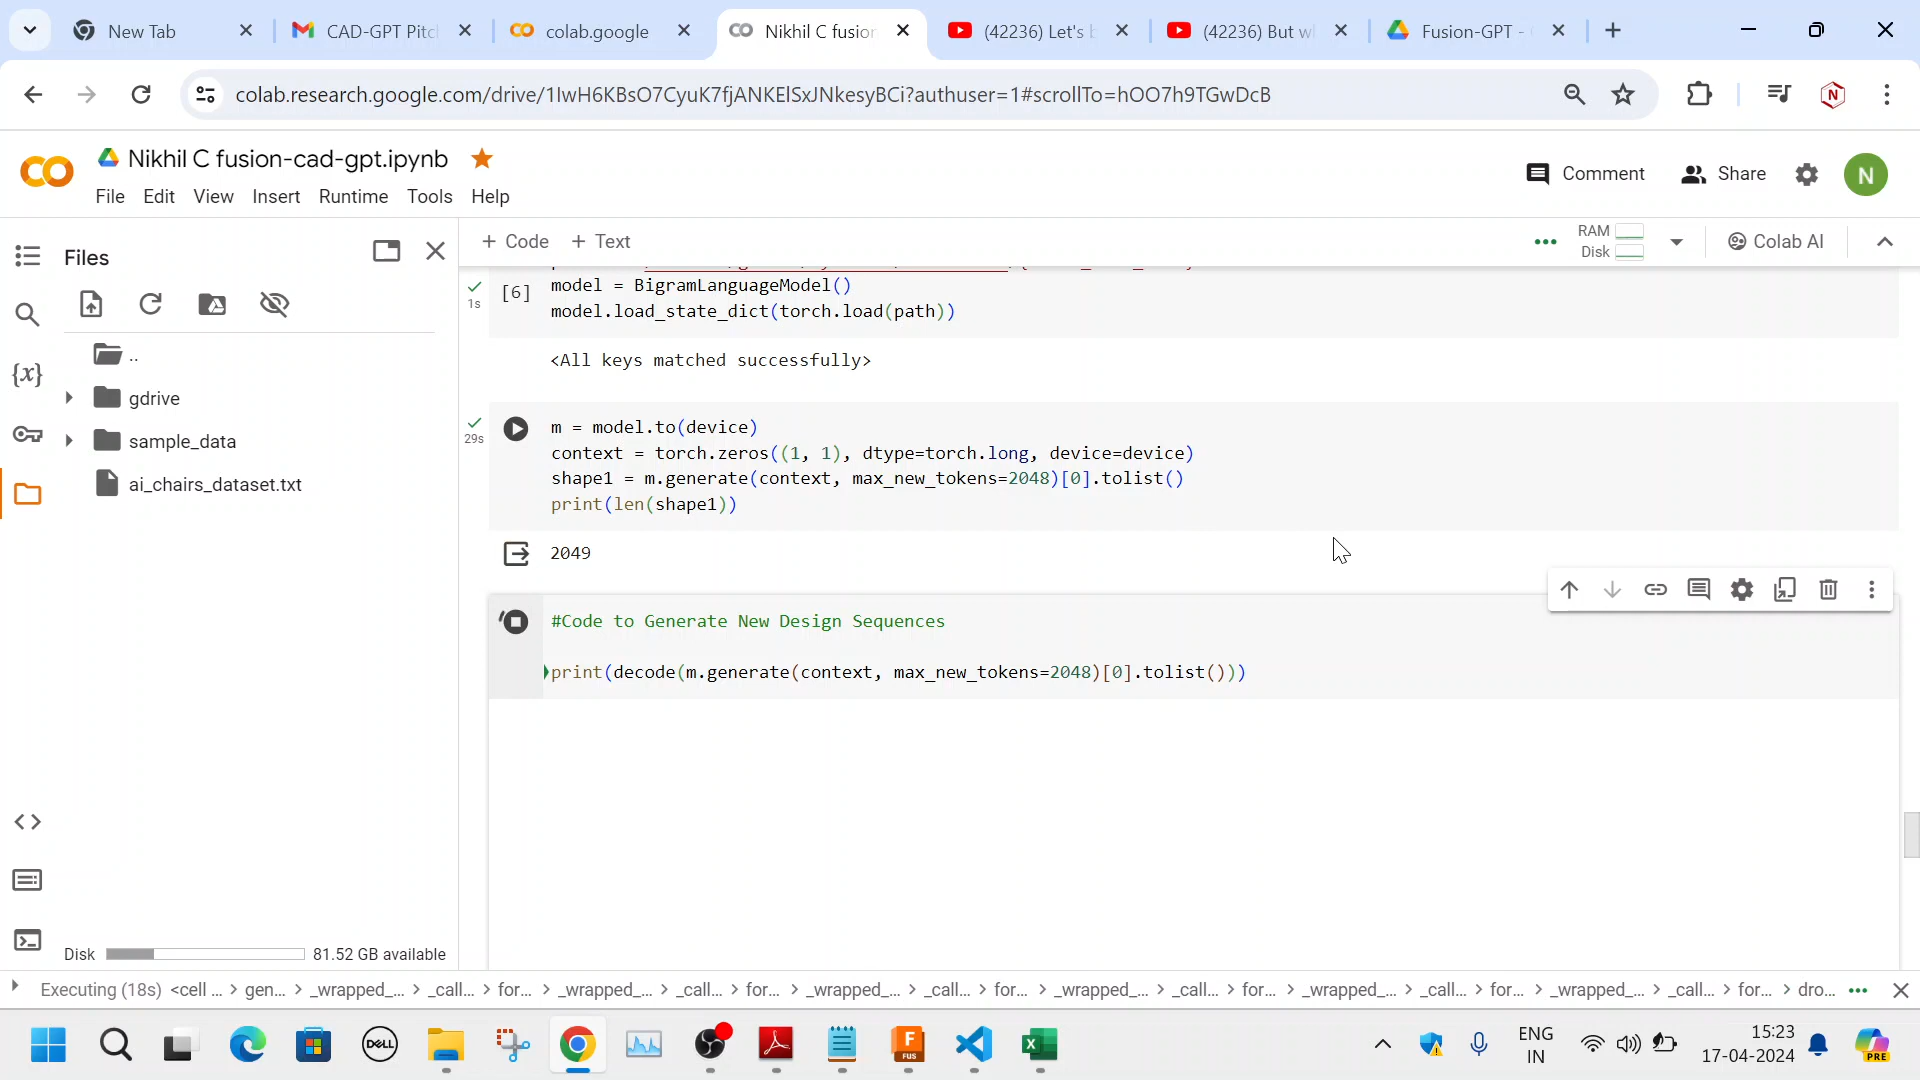 New Tab
CAD-GPT Pitc
colab.google
Nikhil C fusion
(42236) Let's b
(42236) But w
Fusion-GPT -
colab.research.google.com/drive/1IwH6KBsO7CyuK7fjANKElSxJNkesyBCi?authuser=1#scrollTo=hOO7h9TGwDcB
Nikhil C fusion-cad-gpt.ipynb
Comment
Share
N
File Edit View Insert Runtime Tools Help
Files
+ Code + Text
RAM
Disk
Colab AI
..
gdrive
sample_data
ai_chairs_dataset.txt
1s
[6]
model = BigramLanguageModel()
model.load_state_dict(torch.load(path))
<All keys matched successfully>
29s
m = model.to(device)
context = torch.zeros((1, 1), dtype=torch.long, device=device)
shape1 = m.generate(context, max_new_tokens=2048)[0].tolist()
print(len(shape1))
2049
#Code to Generate New Design Sequences
print(decode(m.generate(context, max_new_tokens=2048)[0].tolist()))
Disk
81.52 GB available
Executing (18s) <cell ... > gen... > _wrapped_... > _call... > for... > _wrapped_... > _call... > for... > _wrapped_... > _call... > for... > _wrapped_... > _call... > for... > _wrapped_... > _call... > for... > _wrapped_... > _call... > for... > dro...
DELL
F
FUS
ENG
IN
15:23
17-04-2024
PRE